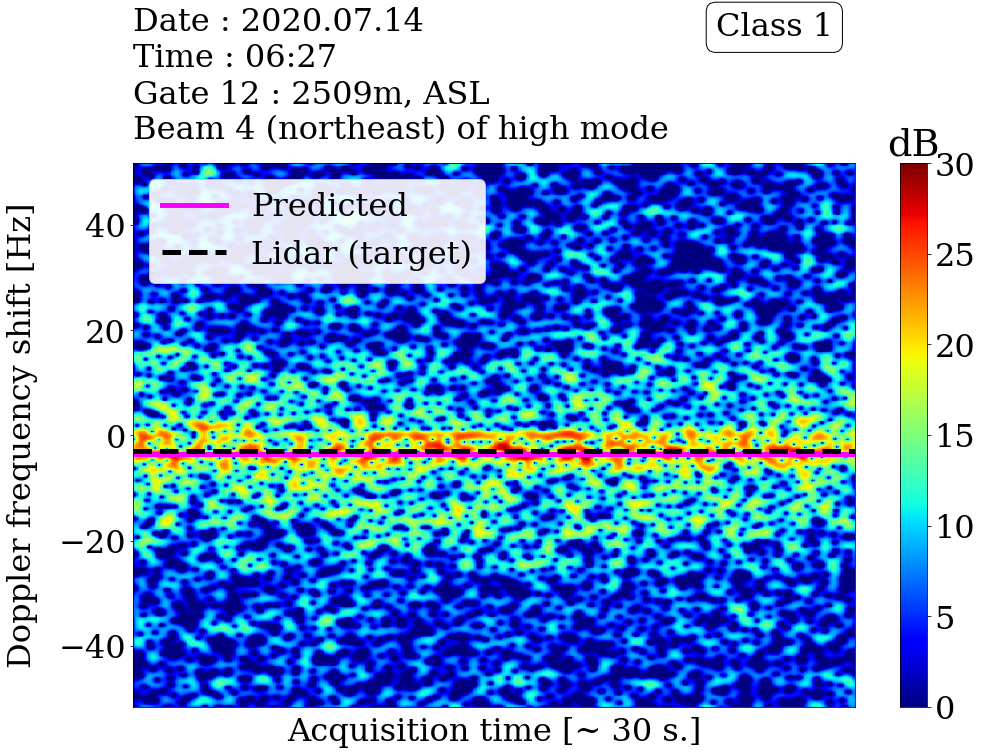 Date : 2020.07.14
Time : 06:27
Gate 12 : 2509m, ASL
Beam 4 (northeast) of high mode
Class 1
dB
Predicted
Lidar (target)
Doppler frequency shift [Hz]
40
20
0
−20
−40
Acquisition time [~ 30 s.]
30
25
20
15
10
5
0